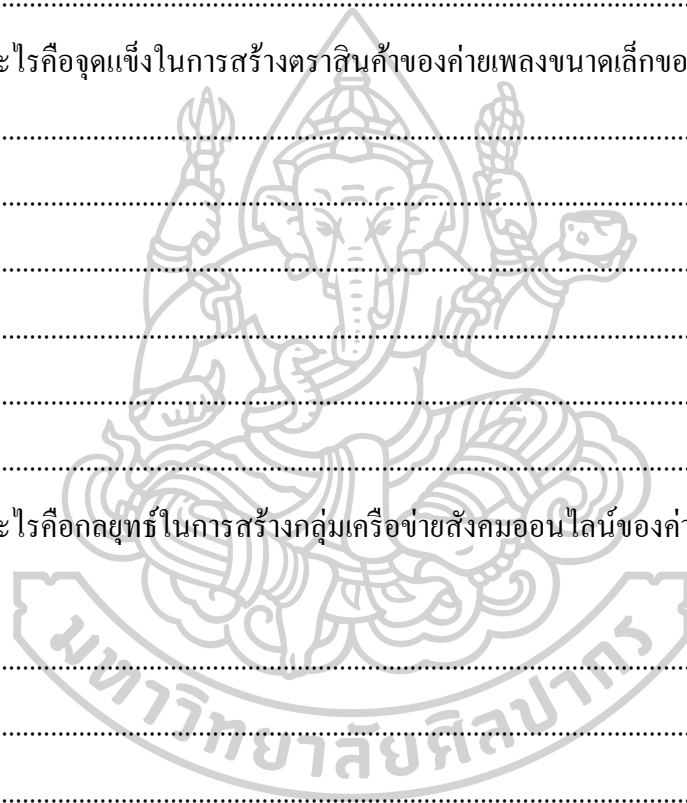 อะไรคือจุดแข็งในการสร้างตราสินค้าของค่ายเพลงขนาดเล็กขอ
อะไรคือกลยุทธ์ในการสร้างกลุ่มเครือข่ายสังคมออนไลน์ของค่า
มหาวิทยาลัยศิลปากร